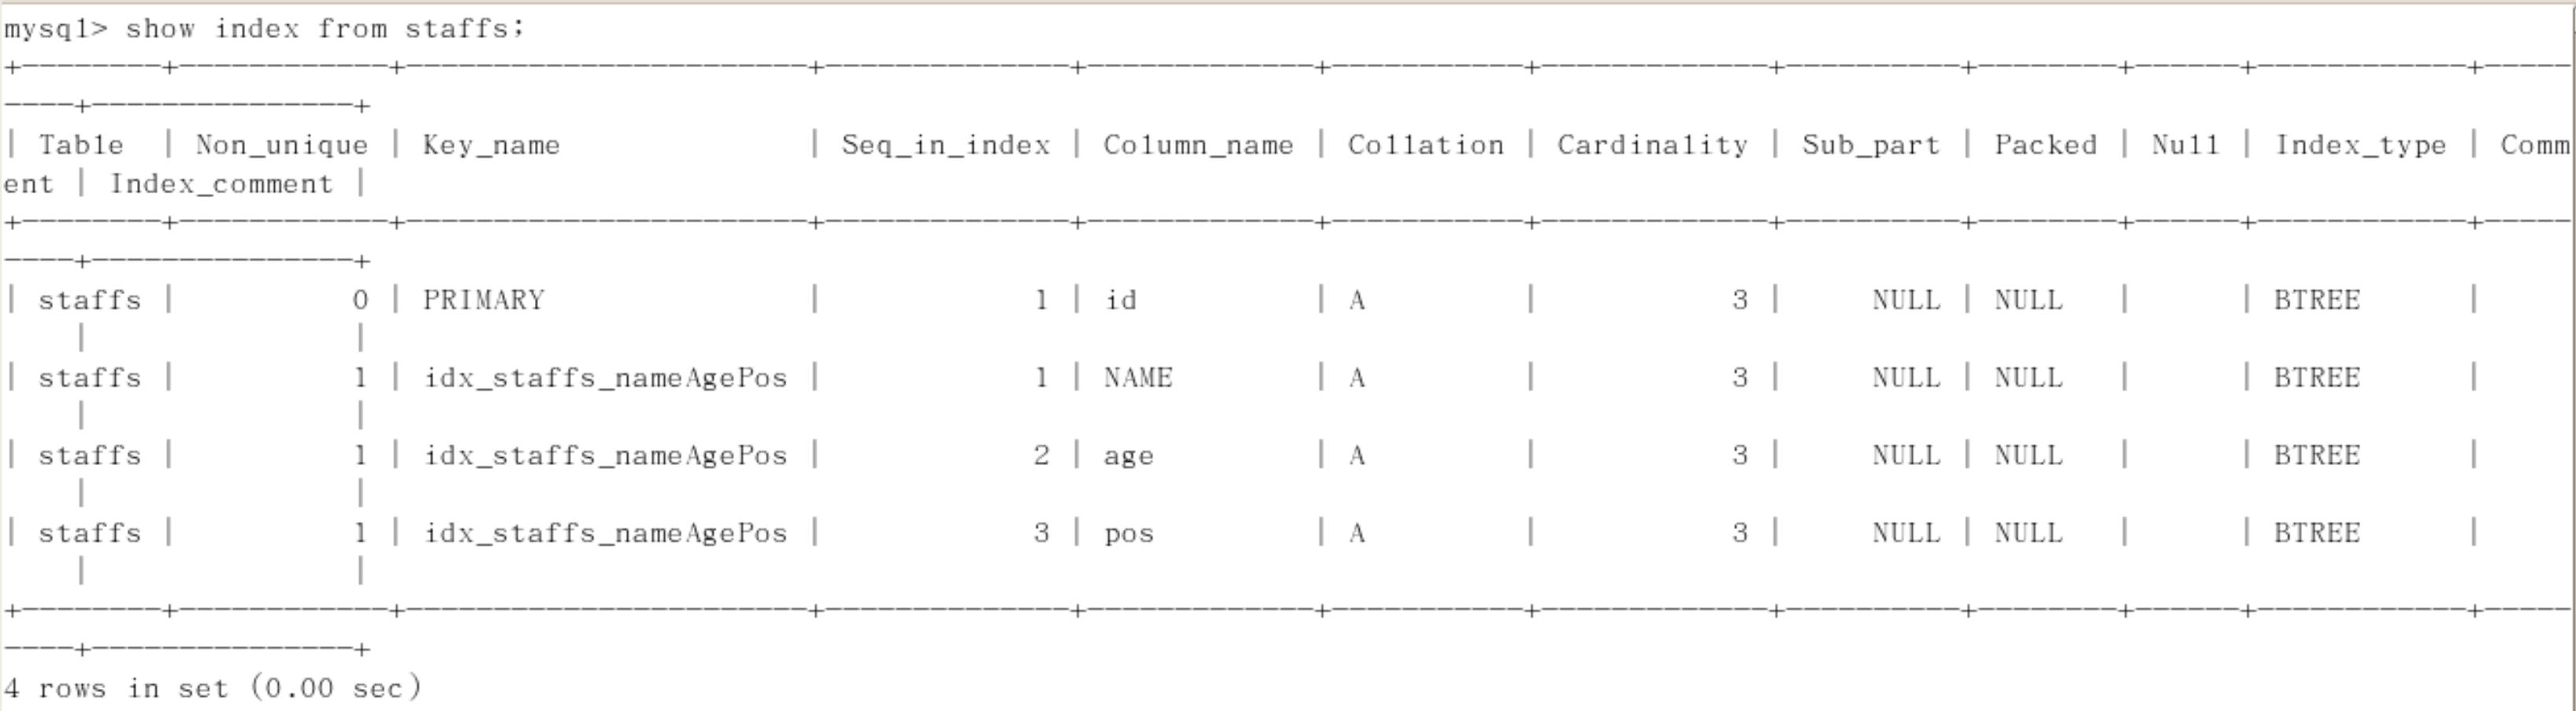 mysql> show index from staffs;
+--------+------------+-----------------------+--------------+-------------+-----------+-------------+----------+--------+------+------------+-----
----+---------------+
| Table  | Non_unique | Key_name              | Seq_in_index | Column_name | Collation | Cardinality | Sub_part | Packed | Null | Index_type | Comm
ent | Index_comment |
+--------+------------+-----------------------+--------------+-------------+-----------+-------------+----------+--------+------+------------+-----
----+---------------+
| staffs |          0 | PRIMARY               |            1 | id          | A         |           3 |     NULL | NULL   |      | BTREE      |
    |               |
| staffs |          1 | idx_staffs_nameAgePos |            1 | NAME        | A         |           3 |     NULL | NULL   |      | BTREE      |
    |               |
| staffs |          1 | idx_staffs_nameAgePos |            2 | age         | A         |           3 |     NULL | NULL   |      | BTREE      |
    |               |
| staffs |          1 | idx_staffs_nameAgePos |            3 | pos         | A         |           3 |     NULL | NULL   |      | BTREE      |
    |               |
+--------+------------+-----------------------+--------------+-------------+-----------+-------------+----------+--------+------+------------+-----
----+---------------+
4 rows in set (0.00 sec)